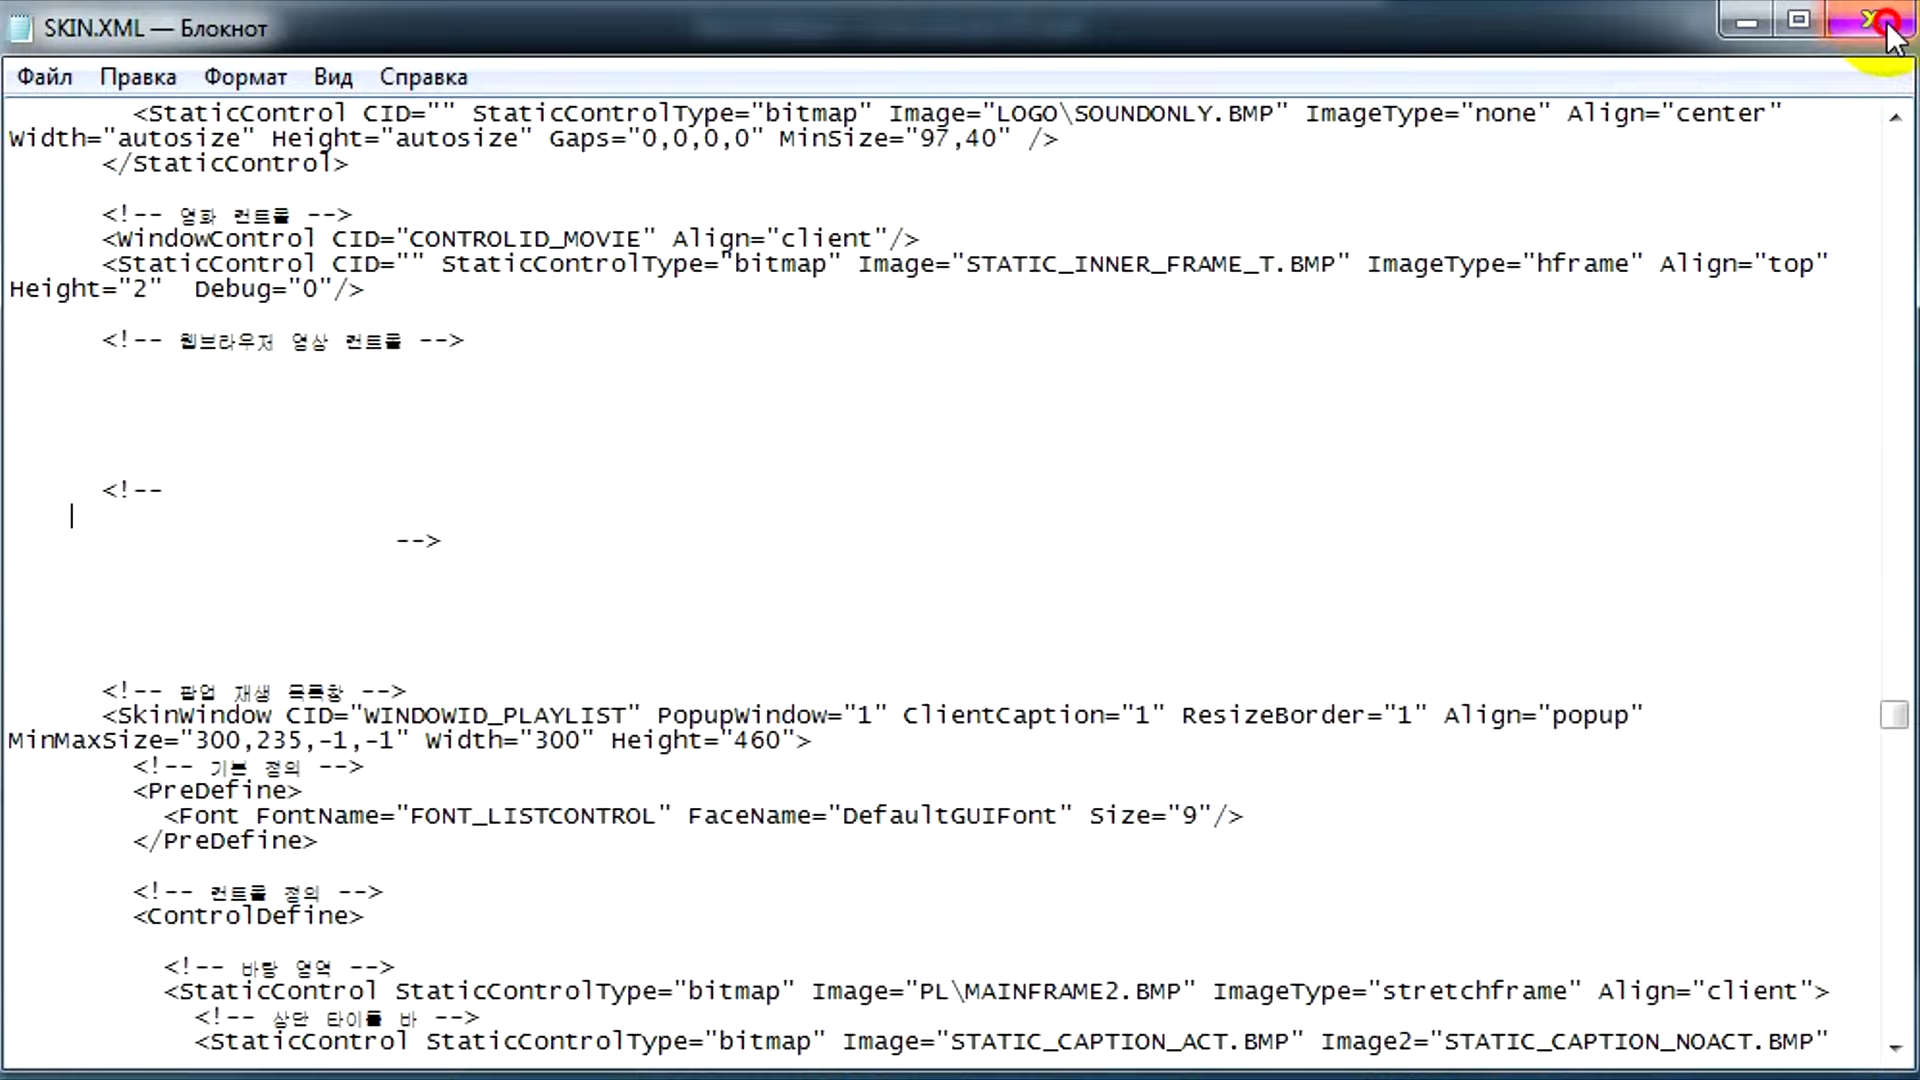 SKIN.XML — Блокнот
Файл Правка Формат Вид Справка
<StaticControl CID="" StaticControlType="bitmap" Image="LOGO\SOUNDONLY.BMP" ImageType="none" Align="center"
Width="autosize" Height="autosize" Gaps="0,0,0,0" MinSize="97,40" />
</StaticControl>
<!-- 영화 컨트롤 -->
<WindowControl CID="CONTROLID_MOVIE" Align="client"/>
<StaticControl CID="" StaticControlType="bitmap" Image="STATIC_INNER_FRAME_T.BMP" ImageType="hframe" Align="top"
Height="2"  Debug="0"/>
<!-- 웹브라우저 영상 컨트롤 -->
<!--
-->
<!-- 팝업 재생 목록창 -->
<SkinWindow CID="WINDOWID_PLAYLIST" PopupWindow="1" ClientCaption="1" ResizeBorder="1" Align="popup"
MinMaxSize="300,235,-1,-1" Width="300" Height="460">
<!-- 기본 정의 -->
<PreDefine>
<Font FontName="FONT_LISTCONTROL" FaceName="DefaultGUIFont" Size="9"/>
</PreDefine>
<!-- 컨트롤 정의 -->
<ControlDefine>
<!-- 바탕 영역 -->
<StaticControl StaticControlType="bitmap" Image="PL\MAINFRAME2.BMP" ImageType="stretchframe" Align="client">
<!-- 상단 타이틀 바 -->
<StaticControl StaticControlType="bitmap" Image="STATIC_CAPTION_ACT.BMP" Image2="STATIC_CAPTION_NOACT.BMP"